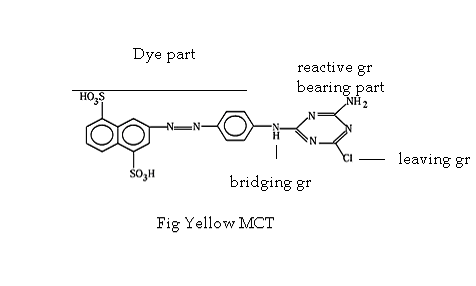 Dye part
reactive gr
bearing part
HO3S
NH2
N
N
N=N
N
H
N
Cl
leaving gr
SO3H
bridging gr
Fig Yellow MCT